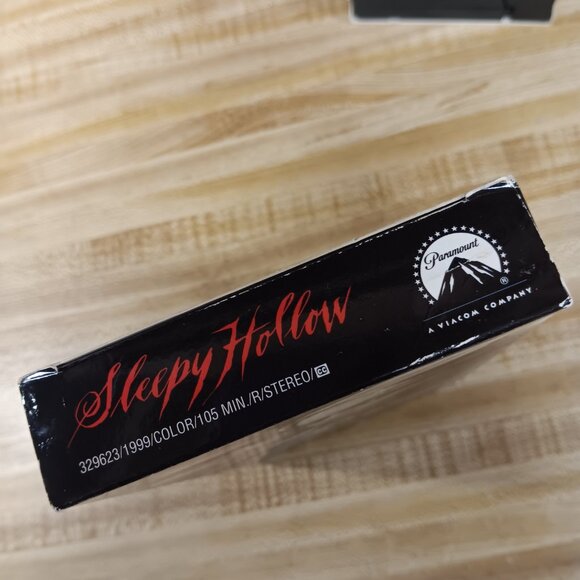 Sleepy Hollow
329623/1999/COLOR/105 MIN./R/STEREO/CC
Paramount
®
A VIACOM COMPANY